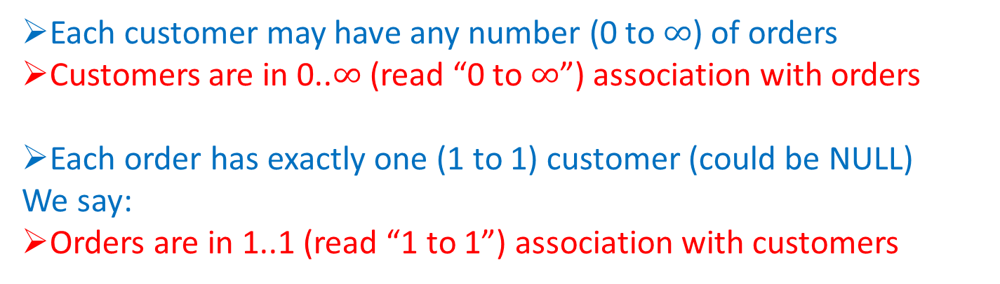 ➢Each customer may have any number (0 to ∞) of orders
➢Customers are in 0..∞ (read “0 to ∞”) association with orders
➢Each order has exactly one (1 to 1) customer (could be NULL)
We say:
➢Orders are in 1..1 (read “1 to 1”) association with customers